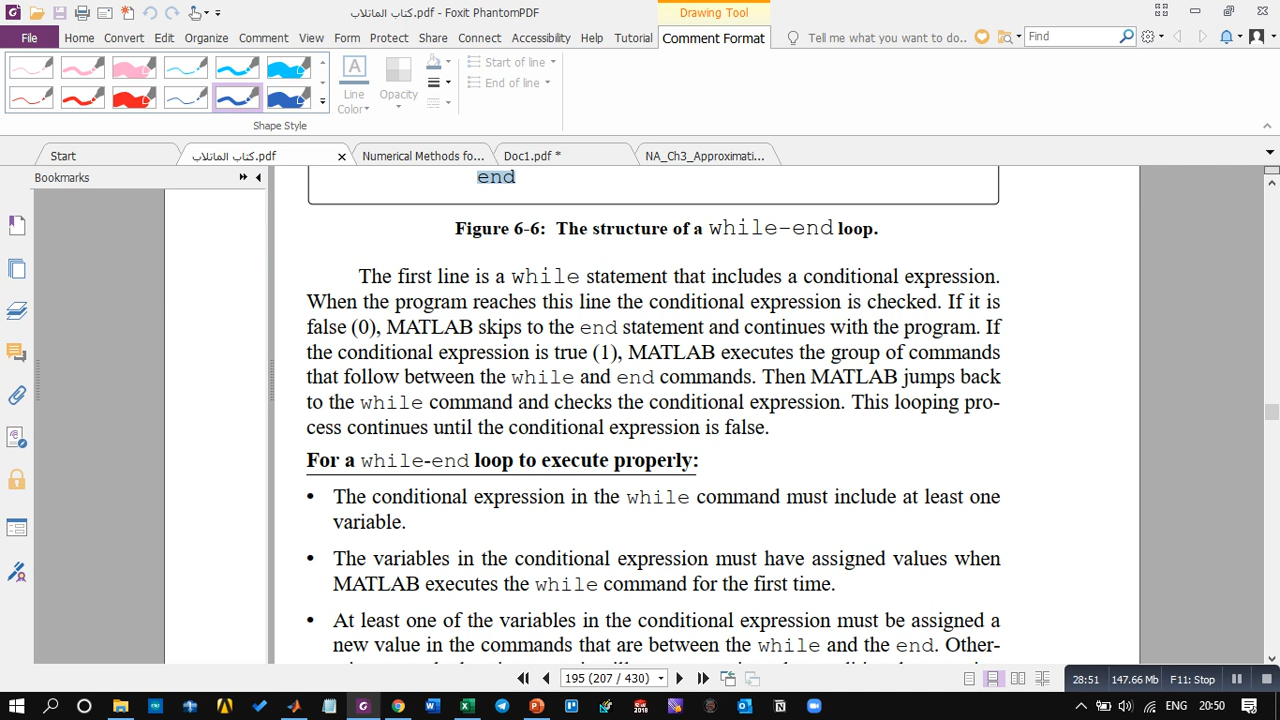 كتاب الماتلاب.pdf - Foxit PhantomPDF
Drawing Tool
File Home Convert Edit Organize Comment View Form Protect Share Connect Accessibility Help Tutorial Comment Format Tell me what you want to do.. Find
Line Color
Opacity
Start of line
End of line
Shape Style
Start
كتاب الماتلاب.pdf
Numerical Methods fo...
Doc1.pdf *
NA_Ch3_Approximati...
Bookmarks
end
Figure 6-6: The structure of a while–end loop.
The first line is a while statement that includes a conditional expression.
When the program reaches this line the conditional expression is checked. If it is
false (0), MATLAB skips to the end statement and continues with the program. If
the conditional expression is true (1), MATLAB executes the group of commands
that follow between the while and end commands. Then MATLAB jumps back
to the while command and checks the conditional expression. This looping pro-
cess continues until the conditional expression is false.
For a while-end loop to execute properly:
• The conditional expression in the while command must include at least one
variable.
• The variables in the conditional expression must have assigned values when
MATLAB executes the while command for the first time.
• At least one of the variables in the conditional expression must be assigned a
new value in the commands that are between the while and the end. Other-
195 (207 / 430)
28:51 147.66 Mb F11: Stop
ENG 20:50